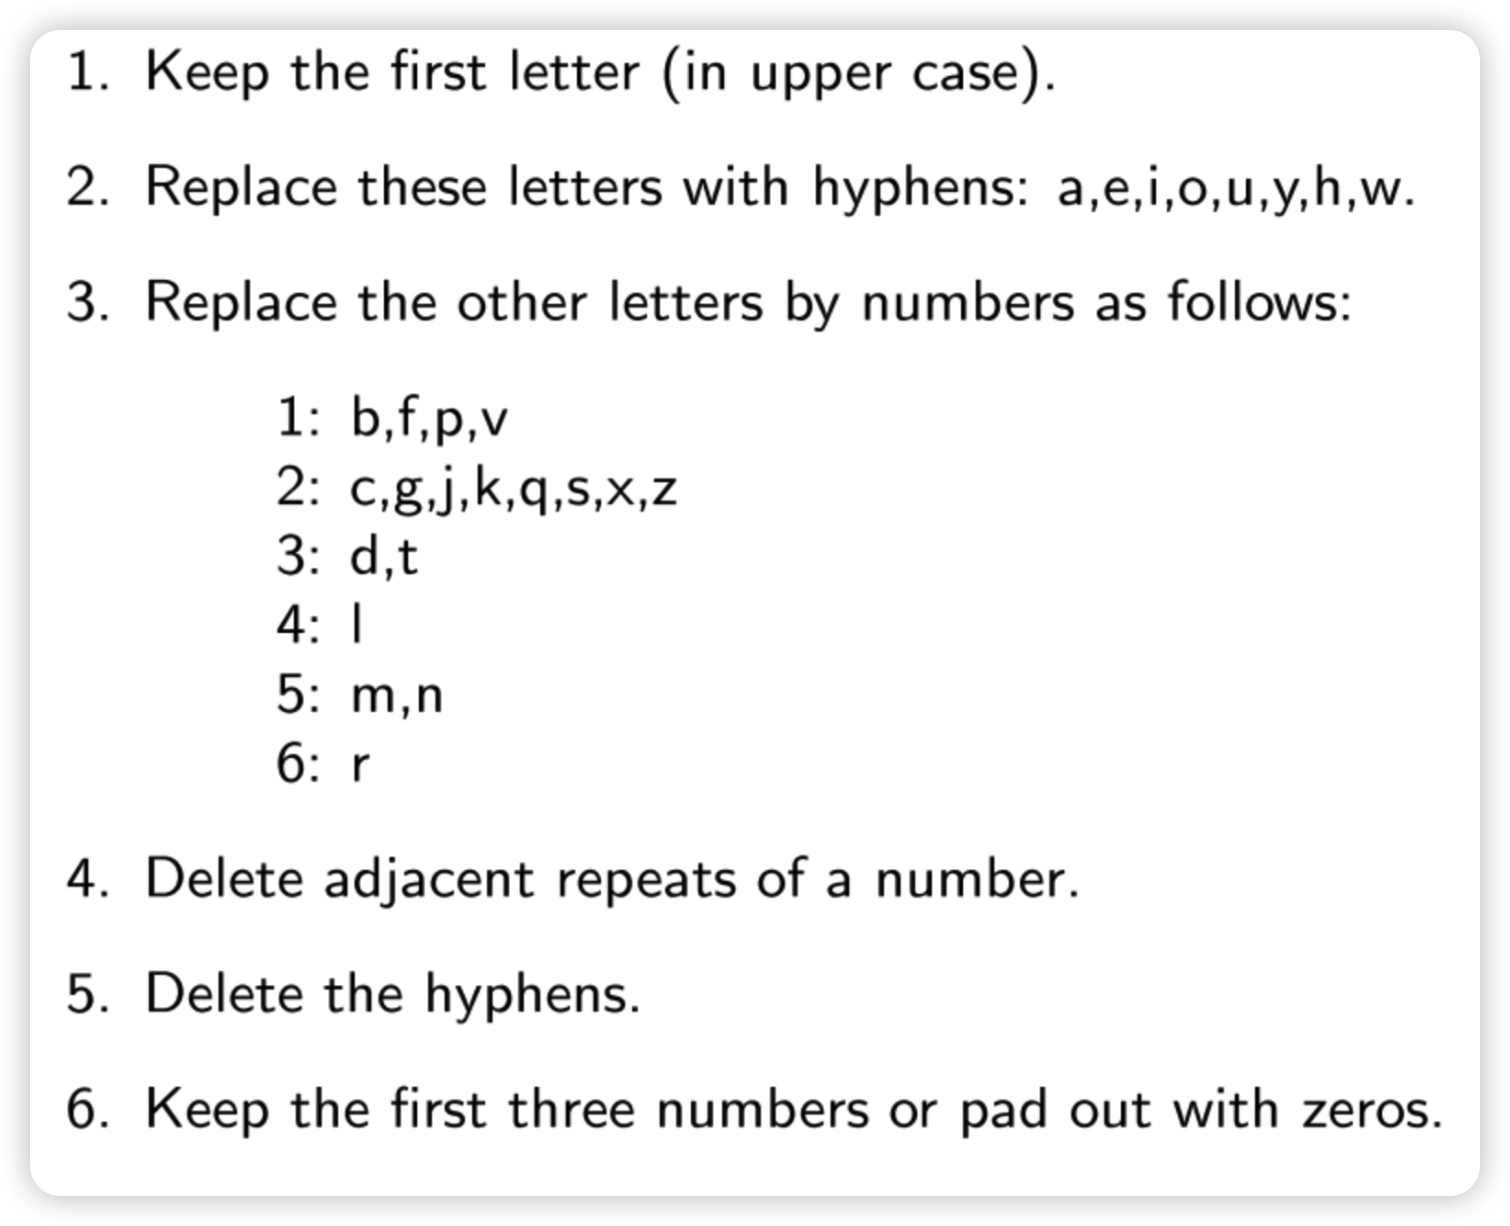 1. Keep the first letter (in upper case).
2. Replace these letters with hyphens: a,e,i,o,u,y,h,w.
3. Replace the other letters by numbers as follows:
1: b,f,p,v
2: c,g,j,k,q,s,x,z
3: d,t
4: l
5: m,n
6: r
4. Delete adjacent repeats of a number.
5. Delete the hyphens.
6. Keep the first three numbers or pad out with zeros.